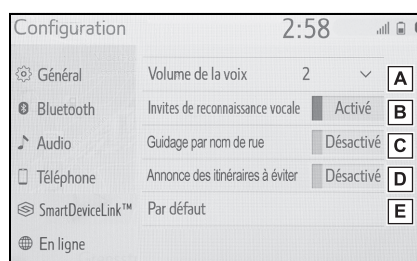 Configuration 2:58
Général
Volume de la voix 2 A
Bluetooth
Invites de reconnaissance vocale Activé B
Audio
Guidage par nom de rue Désactivé C
Téléphone
Annonce des itinéraires à éviter Désactivé D
SmartDeviceLink™
Par défaut E
En ligne